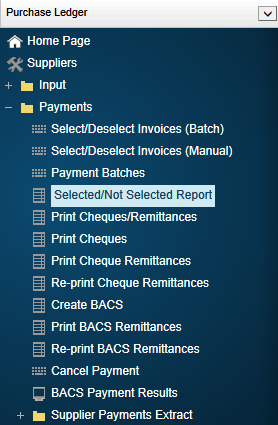 Purchase Ledger
Home Page
Suppliers
Input
Payments
Select/Deselect Invoices (Batch)
Select/Deselect Invoices (Manual)
Payment Batches
Selected/Not Selected Report
Print Cheques/Remittances
Print Cheques
Print Cheque Remittances
Re-print Cheque Remittances
Create BACS
Print BACS Remittances
Re-print BACS Remittances
Cancel Payment
BACS Payment Results
Supplier Payments Extract